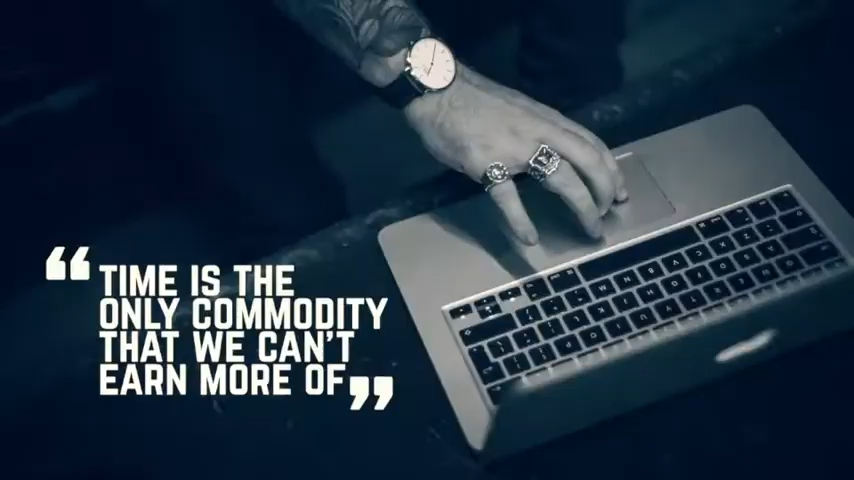 “TIME IS THE
ONLY COMMODITY
THAT WE CAN'T
EARN MORE OF”